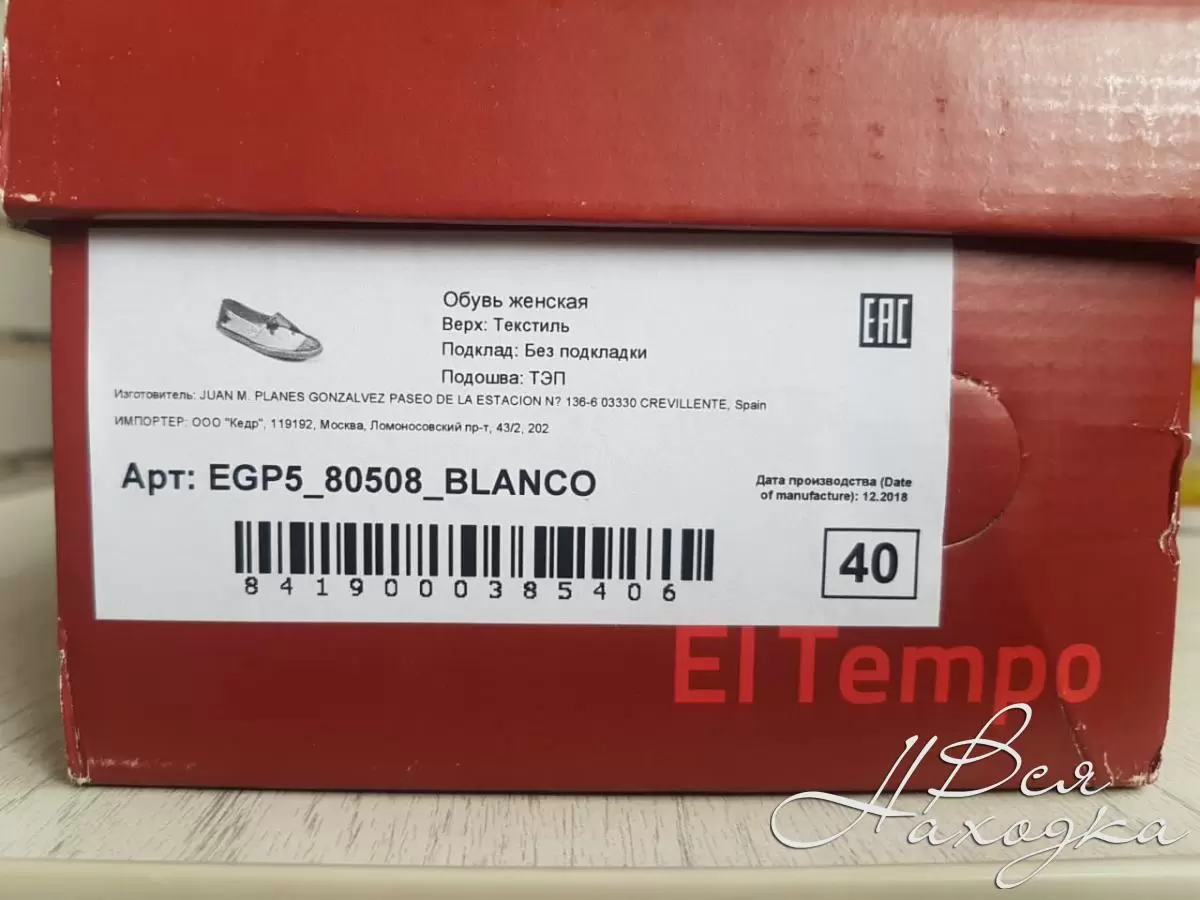 Обувь женская
Верх: Текстиль
Подклад: Без подкладки
Подошва: ТЭП
EAC
Изготовитель: JUAN M. PLANES GONZALVEZ PASEO DE LA ESTACION N? 136-6 03330 CREVILLENTE, Spain
ИМПОРТЕР: ООО "Кедр", 119192, Москва, Ломоносовский пр-т, 43/2, 202
Арт: EGP5_80508_BLANCO
Дата производства (Date
of manufacture): 12.2018
8419000385406
40
El Tempo
Вся
Находка